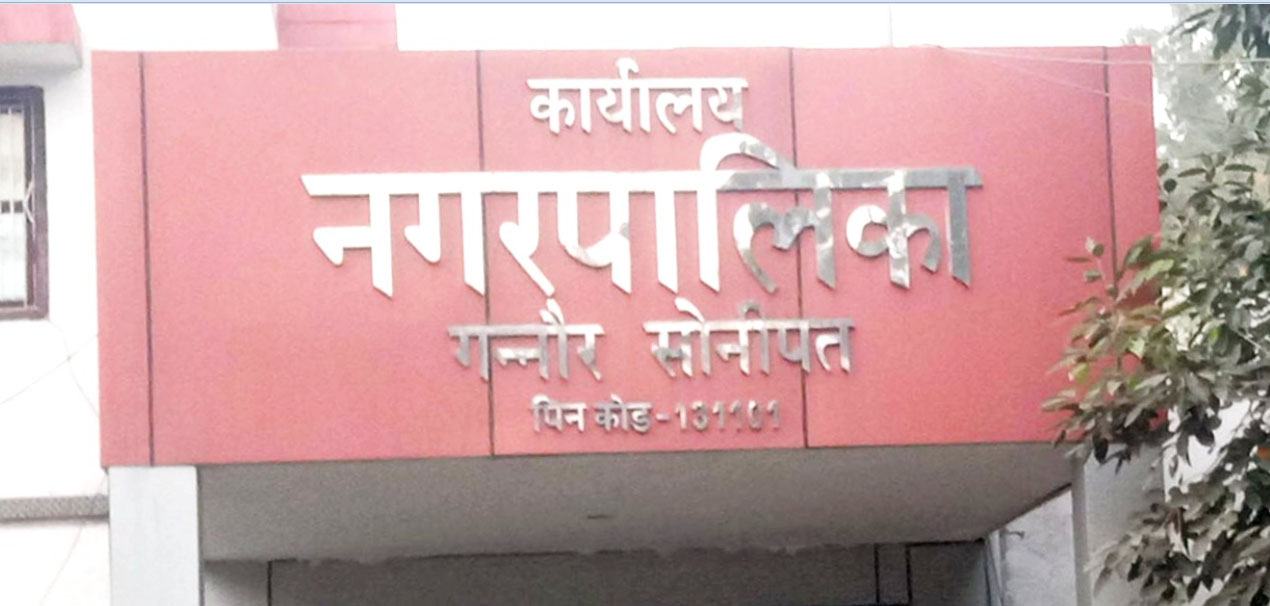 कार्यालय
नगरपालिका
गन्नौर सोनीपत
पिन कोड-131101